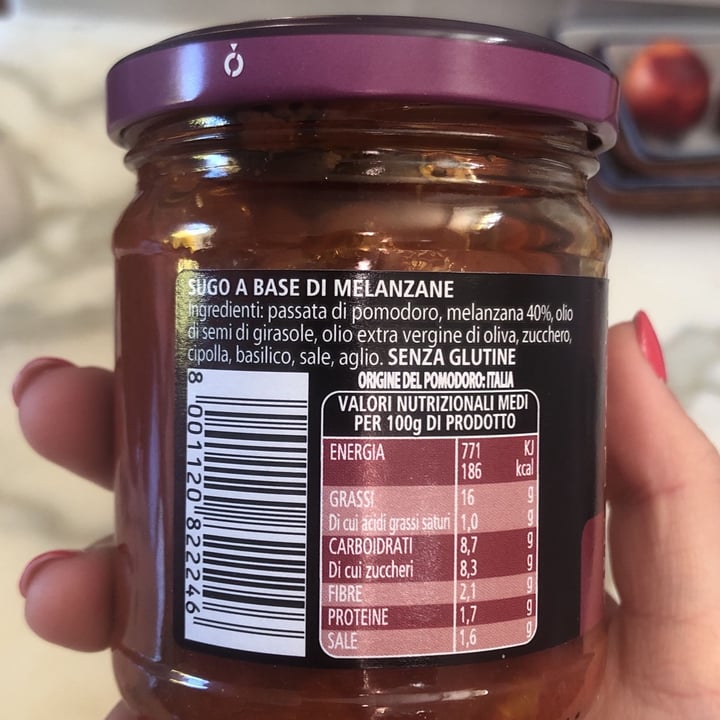 SUGO A BASE DI MELANZANE
Ingredienti: passata di pomodoro, melanzana 40%, olio
di semi di girasole, olio extra vergine di oliva, zucchero,
cipolla, basilico, sale, aglio. SENZA GLUTINE
ORIGINE DEL POMODORO: ITALIA
VALORI NUTRIZIONALI MEDI
PER 100g DI PRODOTTO
ENERGIA 771 KJ
186 kcal
GRASSI 16 g
Di cui acidi grassi saturi 1,0 g
CARBOIDRATI 8,7 g
Di cui zuccheri 8,3 g
FIBRE 2,1 g
PROTEINE 1,7 g
SALE 1,6 g
8 001120 822246